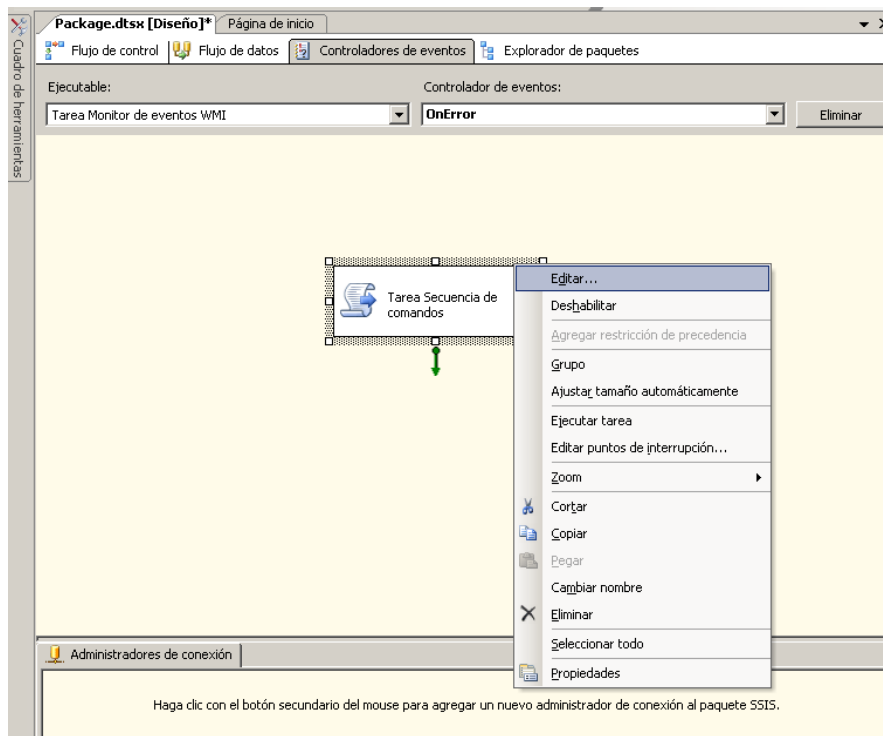 Package.dtsx [Diseño]* Página de inicio
Cuadro de herramientas
Flujo de control Flujo de datos Controladores de eventos Explorador de paquetes
Ejecutable: Controlador de eventos:
Tarea Monitor de eventos WMI OnError Eliminar
Tarea Secuencia de
comandos
Editar...
Deshabilitar
Agregar restricción de precedencia
Grupo
Ajustar tamaño automáticamente
Ejecutar tarea
Editar puntos de interrupción...
Zoom
Cortar
Copiar
Pegar
Cambiar nombre
Eliminar
Seleccionar todo
Propiedades
Administradores de conexión
Haga clic con el botón secundario del mouse para agregar un nuevo administrador de conexión al paquete SSIS.